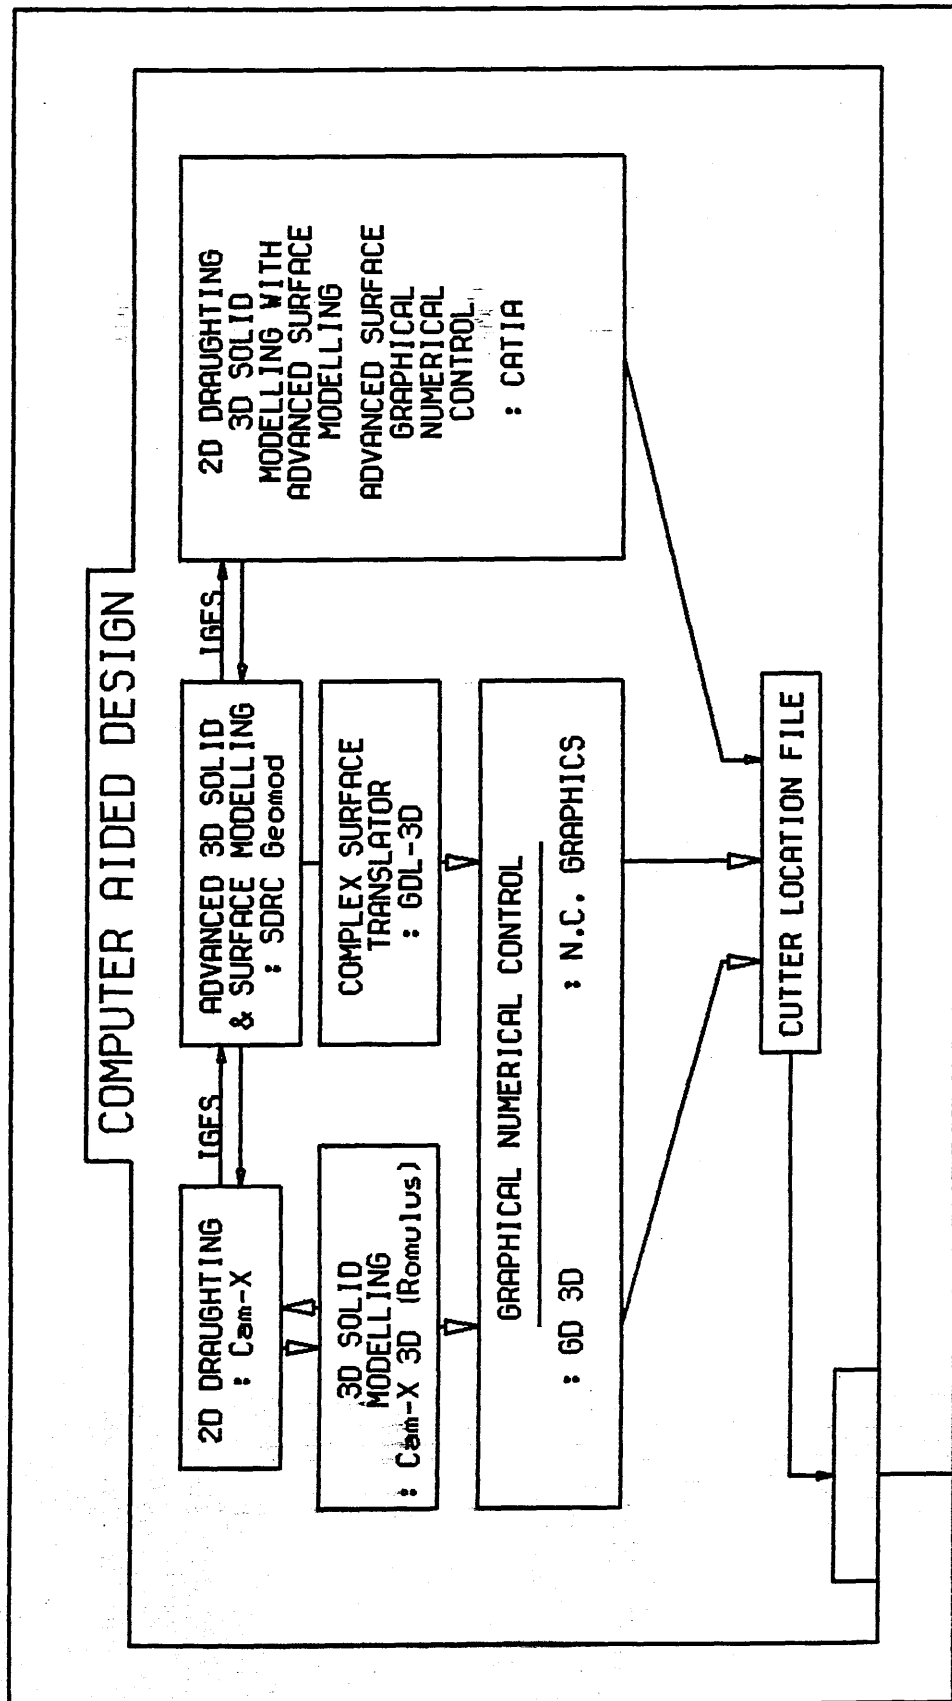 COMPUTER AIDED DESIGN
2D DRAUGHTING
: Cam-X
IGES
ADVANCED 3D SOLID
& SURFACE MODELLING
: SDRC Geomod
IGES
2D DRAUGHTING
3D SOLID
MODELLING WITH
ADVANCED SURFACE
MODELLING
ADVANCED SURFACE
GRAPHICAL
NUMERICAL
CONTROL
: CATIA
3D SOLID
MODELLING
: Cam-X 3D (Romulus)
COMPLEX SURFACE
TRANSLATOR
: GDL-3D
GRAPHICAL NUMERICAL CONTROL
: GD 3D
: N.C. GRAPHICS
CUTTER LOCATION FILE